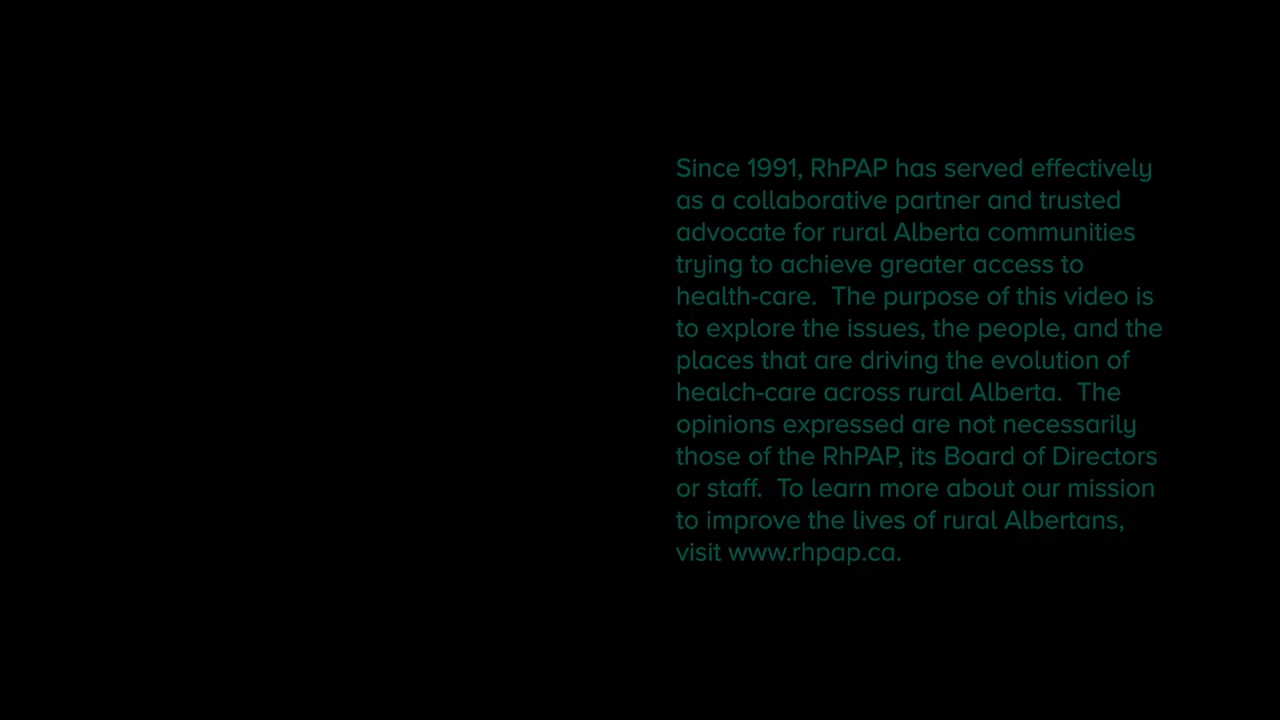 Since 1991, RhPAP has served effectively
as a collaborative partner and trusted
advocate for rural Alberta communities
trying to achieve greater access to
health-care.  The purpose of this video is
to explore the issues, the people, and the
places that are driving the evolution of
healch-care across rural Alberta.  The
opinions expressed are not necessarily
those of the RhPAP, its Board of Directors
or staff.  To learn more about our mission
to improve the lives of rural Albertans,
visit www.rhpap.ca.